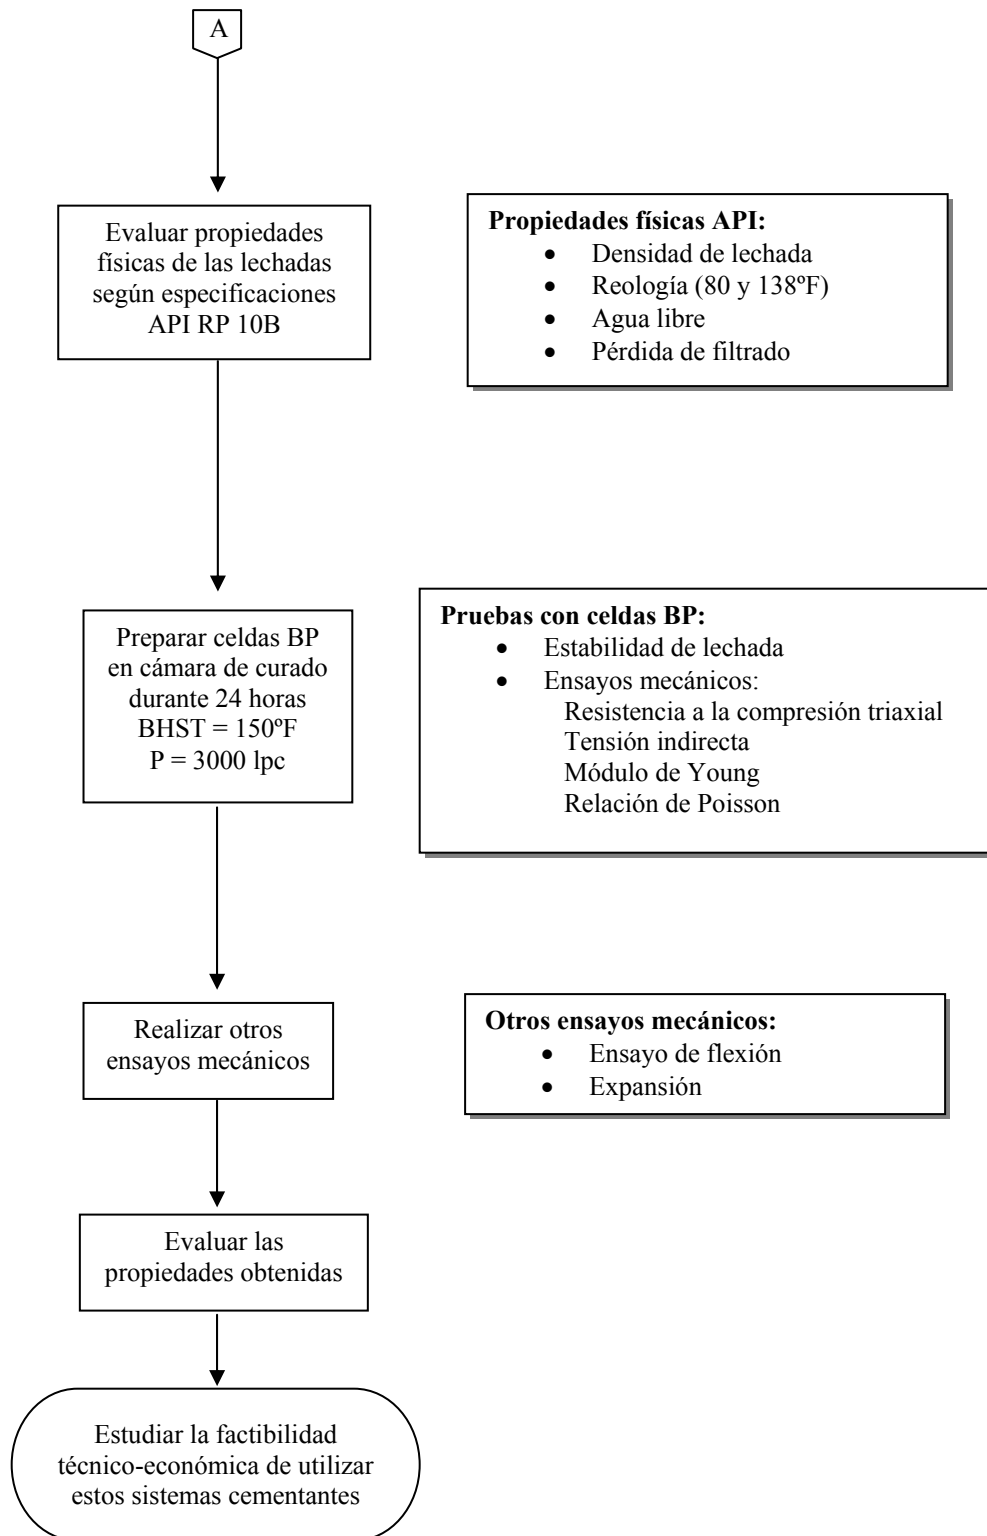 A
Evaluar propiedades
físicas de las lechadas
según especificaciones
API RP 10B
Propiedades físicas API:
• Densidad de lechada
• Reología (80 y 138ºF)
• Agua libre
• Pérdida de filtrado
Preparar celdas BP
en cámara de curado
durante 24 horas
BHST = 150ºF
P = 3000 lpc
Pruebas con celdas BP:
• Estabilidad de lechada
• Ensayos mecánicos:
Resistencia a la compresión triaxial
Tensión indirecta
Módulo de Young
Relación de Poisson
Realizar otros
ensayos mecánicos
Otros ensayos mecánicos:
• Ensayo de flexión
• Expansión
Evaluar las
propiedades obtenidas
Estudiar la factibilidad
técnico-económica de utilizar
estos sistemas cementantes